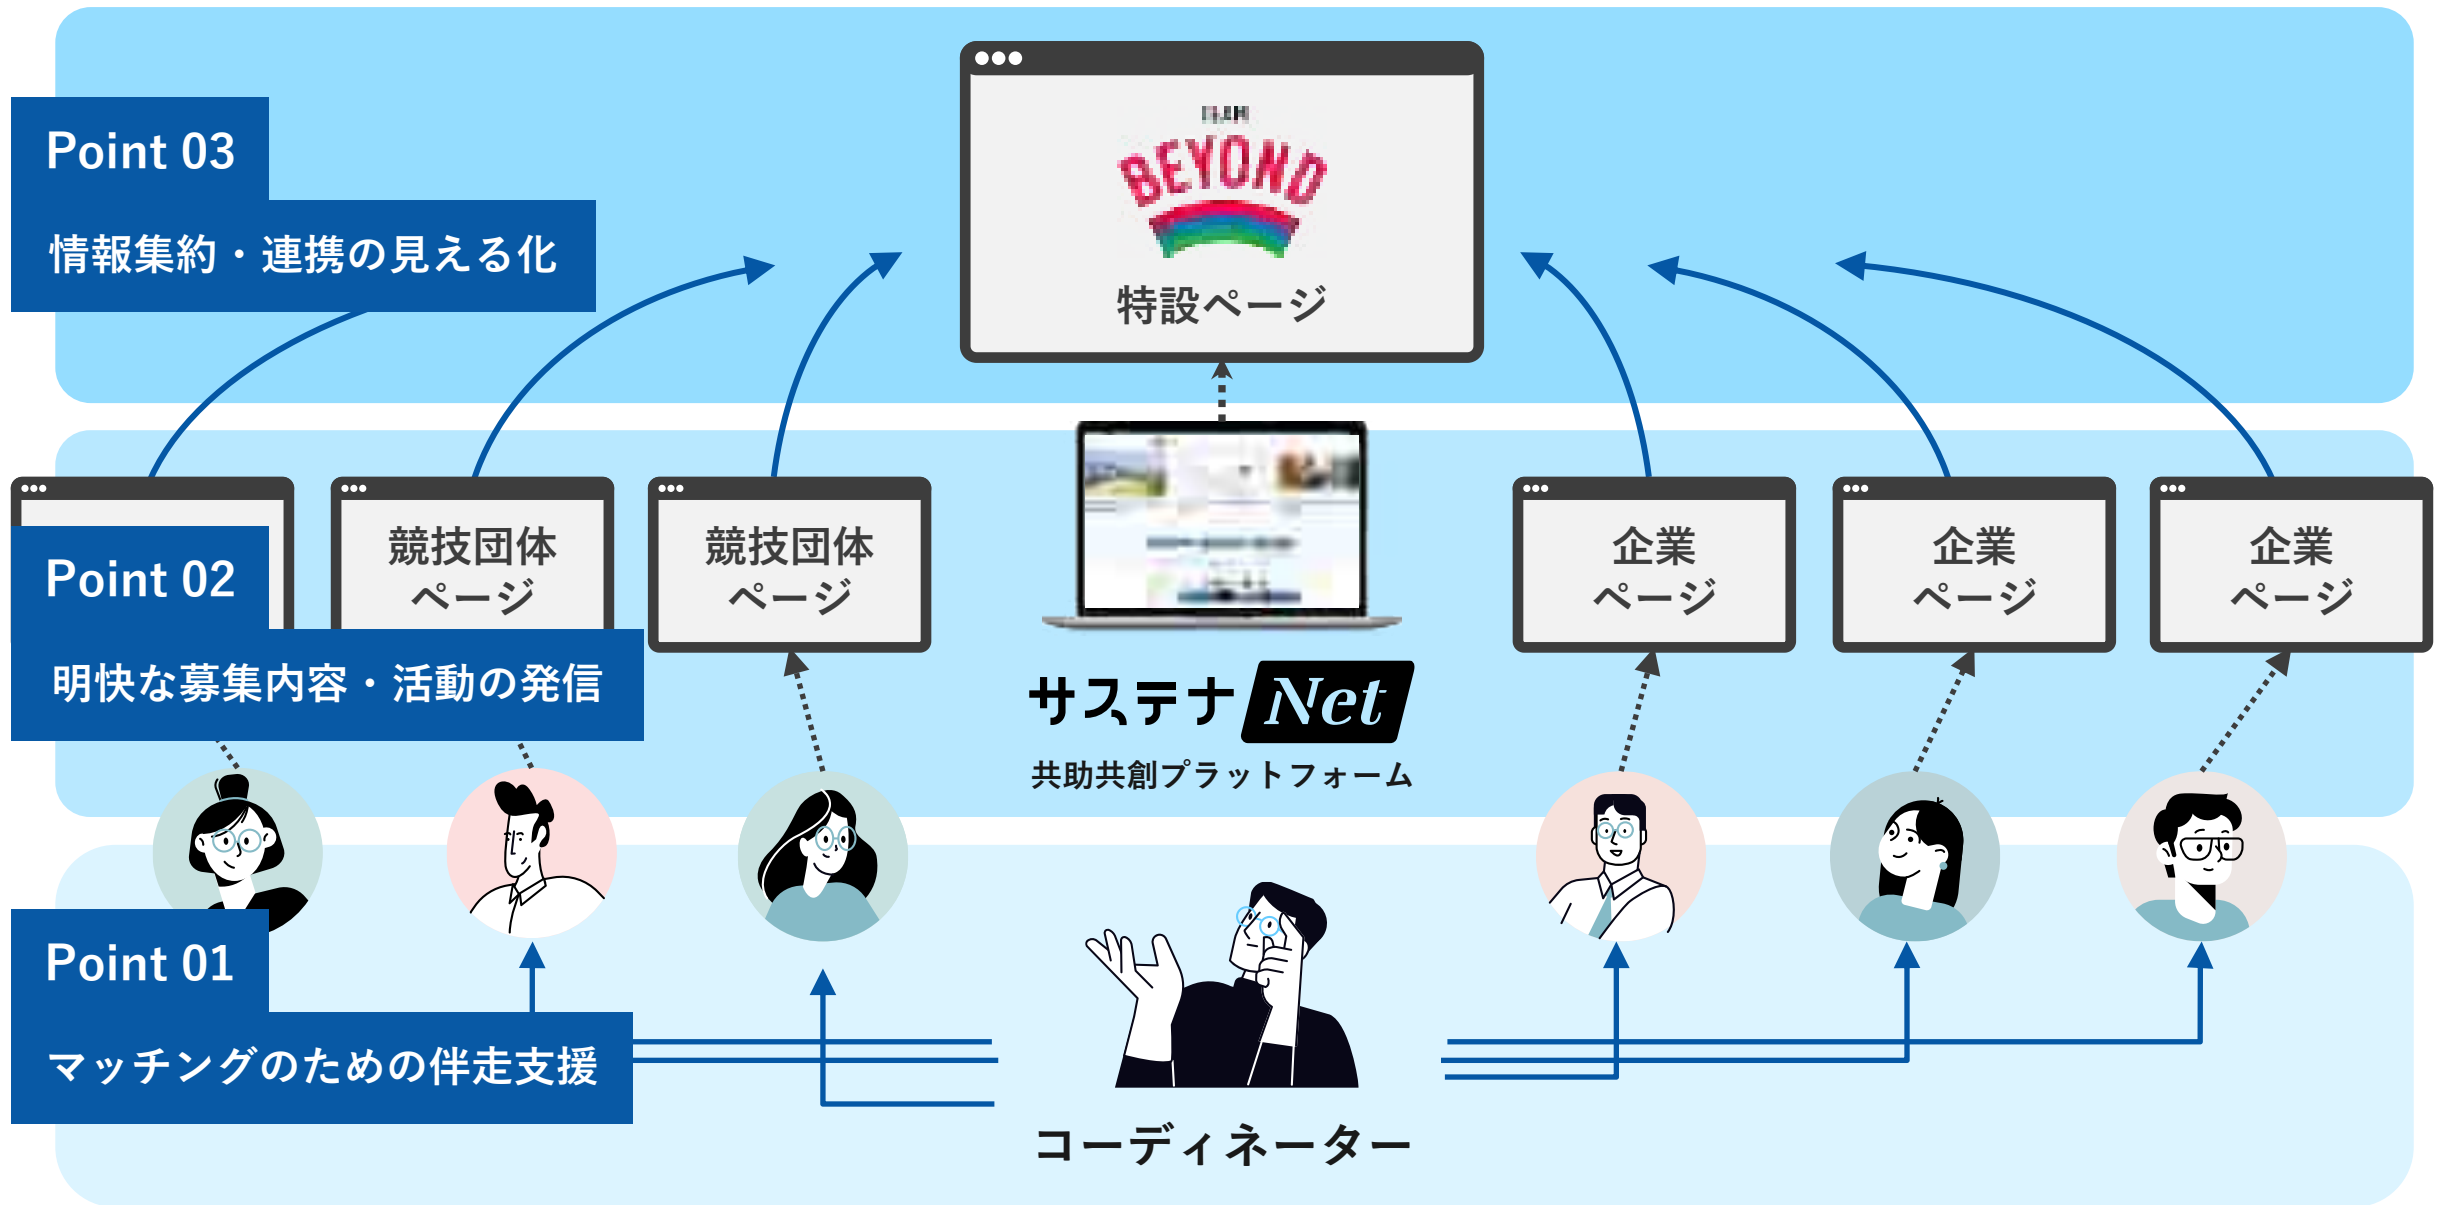 Point 03
情報集約・連携の見える化
TEAM
BEYOND
特設ページ
Point 02
明快な募集内容・活動の発信
競技団体
ページ
競技団体
ページ
企業
ページ
企業
ページ
企業
ページ
サステナNet
共助共創プラットフォーム
Point 01
マッチングのための伴走支援
コーディネーター